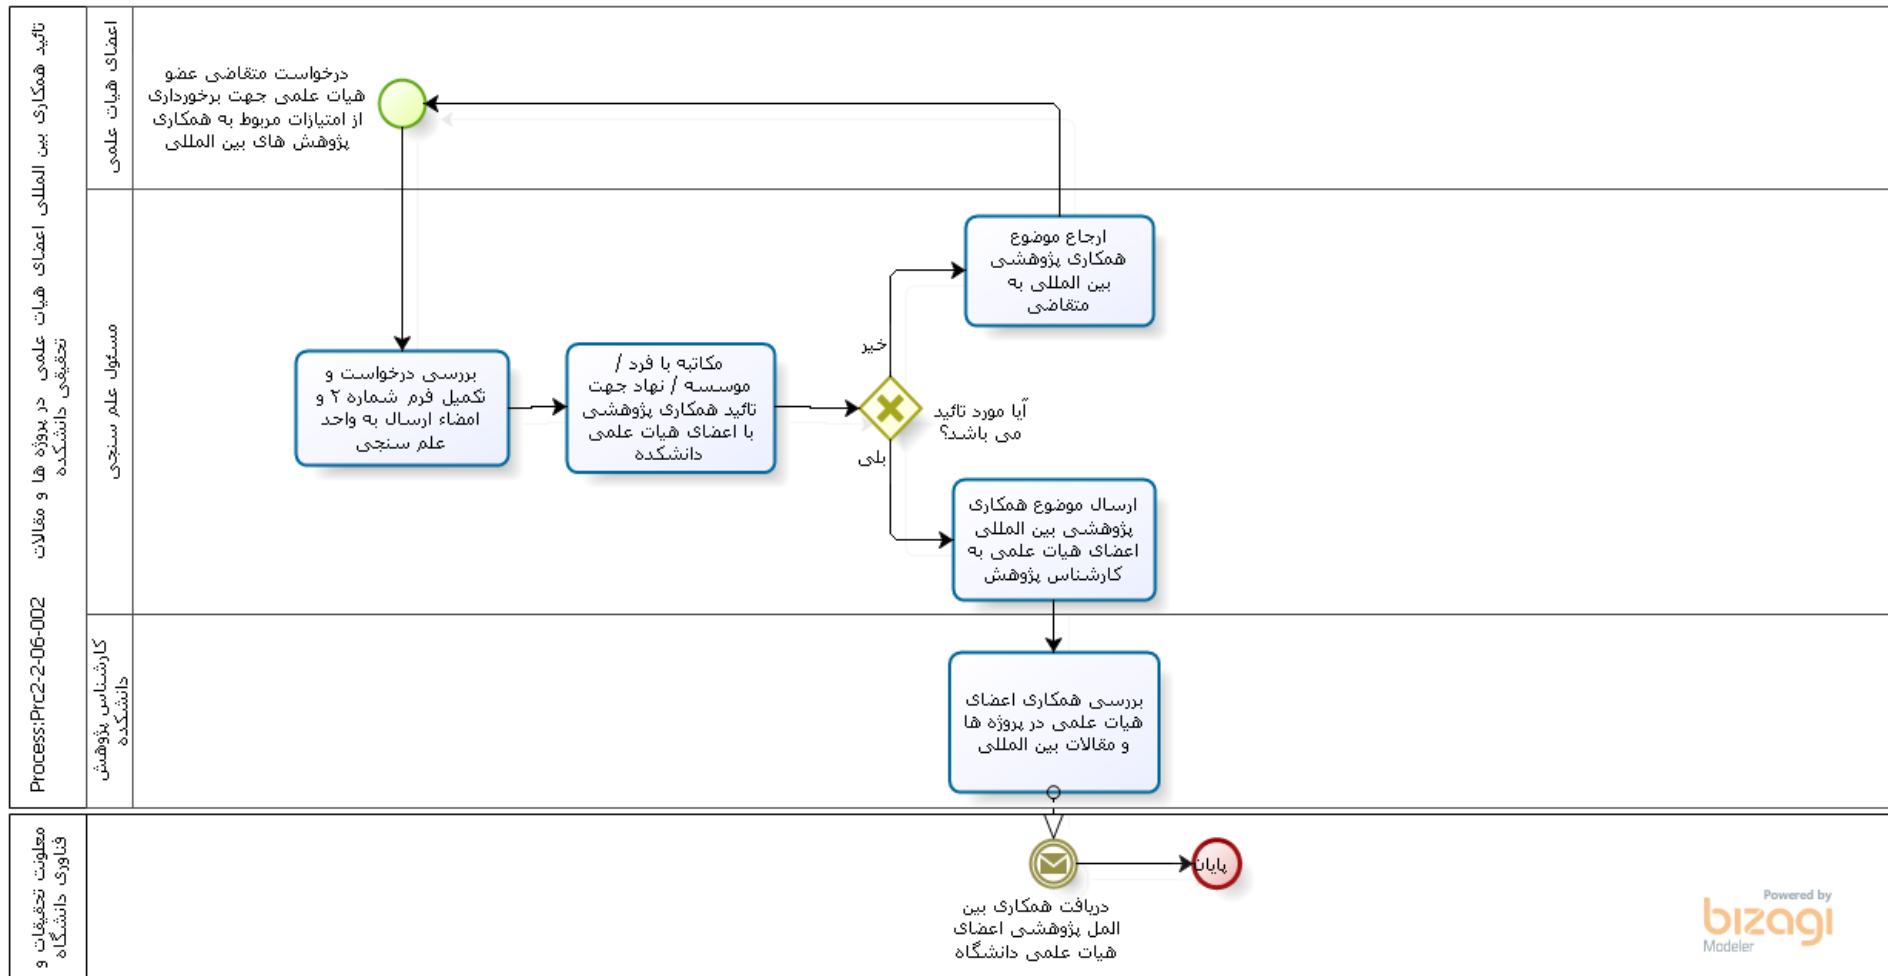 تائید همکاری بین المللی اعضای هیات علمی در پروژه ها و مقالات
تحقیقی دانشکده
Process:Prc2-2-06-002
اعضای هیات علمی
درخواست متقاضی عضو
هیات علمی جهت برخورداری
از امتیازات مربوط به همکاری
پژوهش های بین المللی
مسئول علم سنجی
بررسی درخواست و
تکمیل فرم شماره ۲ و
امضاء ارسال به واحد
علم سنجی
مکاتبه با فرد /
موسسه / نهاد جهت
تائید همکاری پژوهشی
با اعضای هیات علمی
دانشکده
آیا مورد تائید
می باشد؟
خیر
ارجاع موضوع
همکاری پژوهشی
بین المللی به
متقاضی
بلی
ارسال موضوع همکاری
پژوهشی بین المللی
اعضای هیات علمی به
کارشناس پژوهش
کارشناس پژوهش
دانشکده
بررسی همکاری اعضای
هیات علمی در پروژه ها
و مقالات بین المللی
معاونت تحقیقات و
فناوری دانشگاه
دریافت همکاری بین
الملل پژوهشی اعضای
هیات علمی دانشگاه
پایان
Powered by
bizagi
Modeler